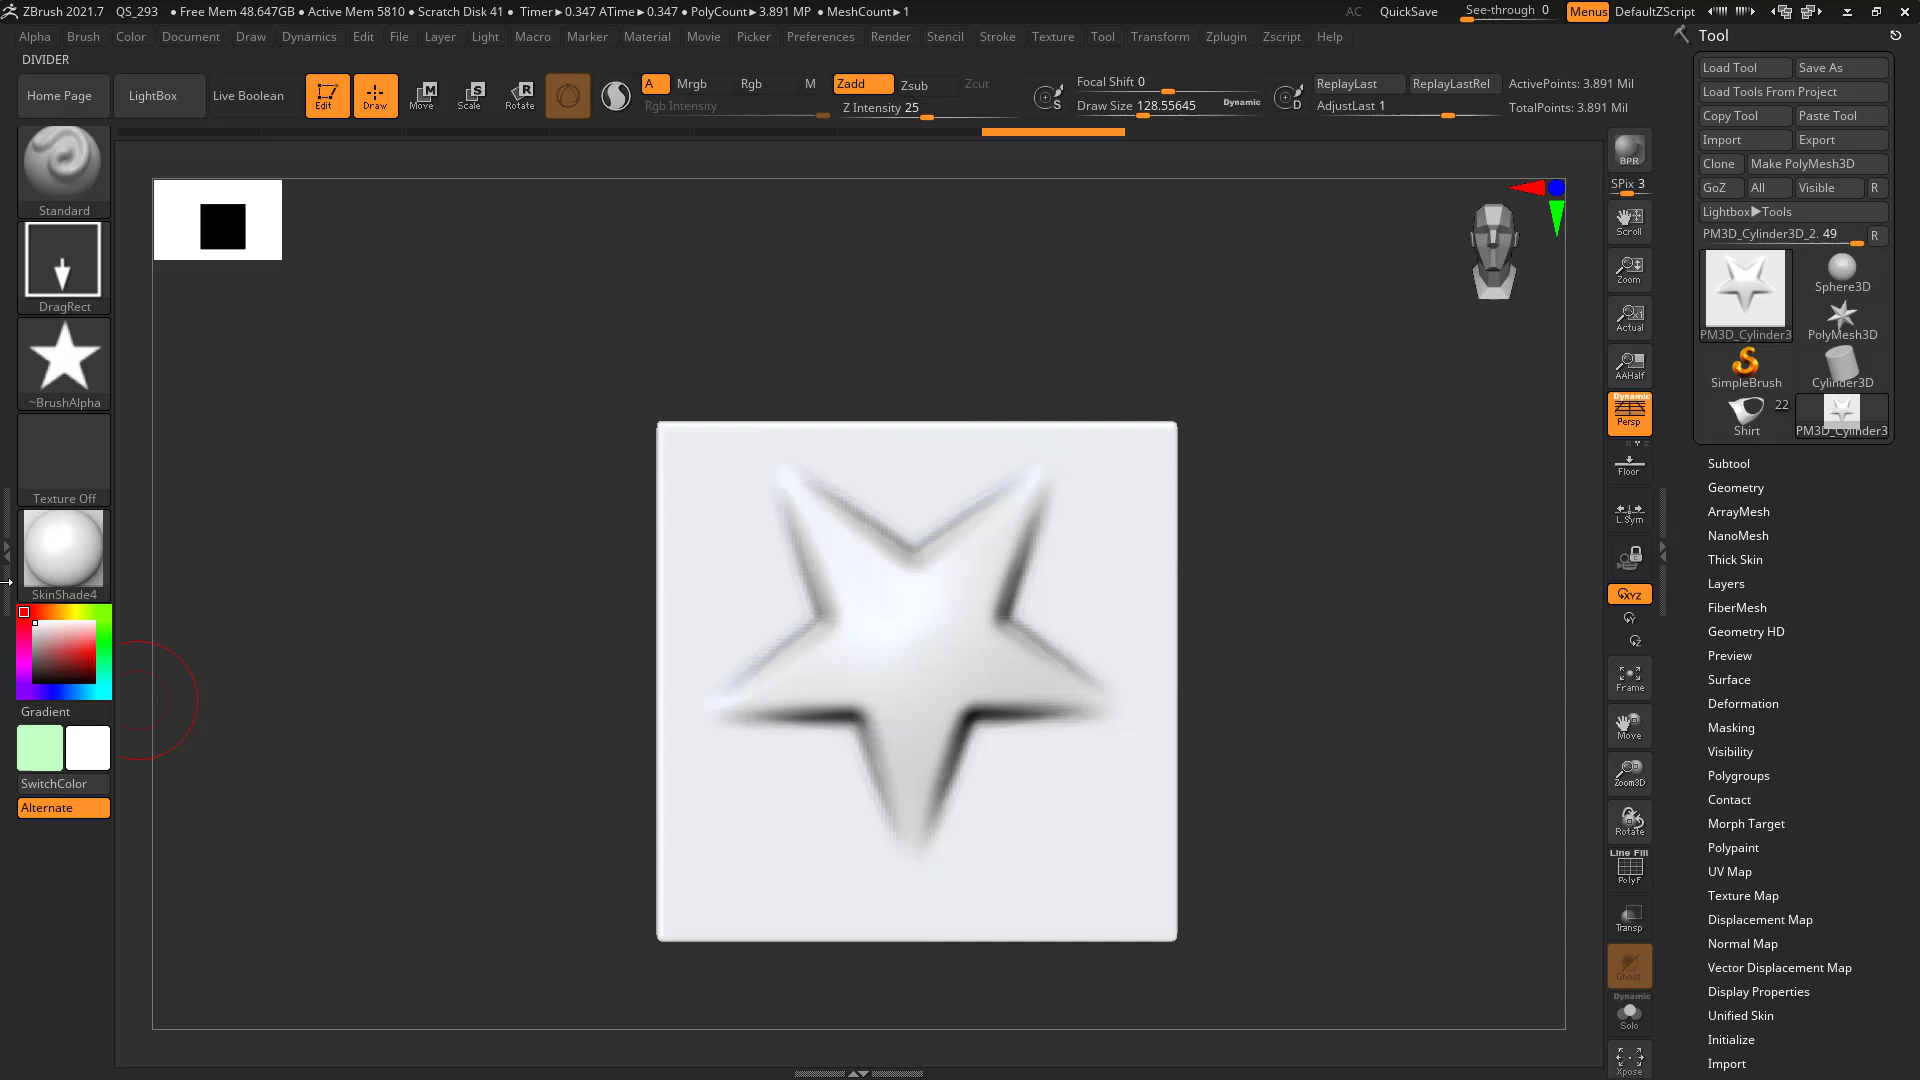 ZBrush 2021.7 QS_293 ● Free Mem 48.647GB ● Active Mem 5810 ● Scratch Disk 41 ● Timer►0.347 ATime►0.347 ● PolyCount►3.891 MP ● MeshCount►1 AC QuickSave See-through 0 Menus DefaultZScript
Alpha Brush Color Document Draw Dynamics Edit File Layer Light Macro Marker Material Movie Picker Preferences Render Stencil Stroke Texture Tool Transform Zplugin Zscript Help
DIVIDER
Home Page LightBox Live Boolean Edit Draw Move Scale Rotate
A Mrgb Rgb M Zadd Zsub Zcut
Rgb Intensity Z Intensity 25
Focal Shift 0
Draw Size 128.55645 Dynamic
S
D
ReplayLast ReplayLastRel ActivePoints: 3.891 Mil
AdjustLast 1 TotalPoints: 3.891 Mil
Standard
DragRect
~BrushAlpha
Texture Off
SkinShade4
Gradient
SwitchColor
Alternate
BPR
SPix 3
Scroll
Zoom
Actual
AAHalf
Dynamic
Persp
Floor
L.Sym
XYZ
Y
Z
Frame
Move
Zoom3D
Rotate
Line Fill
PolyF
Transp
Ghost
Dynamic
Solo
Xpose
Tool
Load Tool Save As
Load Tools From Project
Copy Tool Paste Tool
Import Export
Clone Make PolyMesh3D
GoZ All Visible R
Lightbox►Tools
PM3D_Cylinder3D_2. 49 R
Sphere3D
PM3D_Cylinder3 PolyMesh3D
SimpleBrush Cylinder3D
22
Shirt PM3D_Cylinder3
Subtool
Geometry
ArrayMesh
NanoMesh
Thick Skin
Layers
FiberMesh
Geometry HD
Preview
Surface
Deformation
Masking
Visibility
Polygroups
Contact
Morph Target
Polypaint
UV Map
Texture Map
Displacement Map
Normal Map
Vector Displacement Map
Display Properties
Unified Skin
Initialize
Import